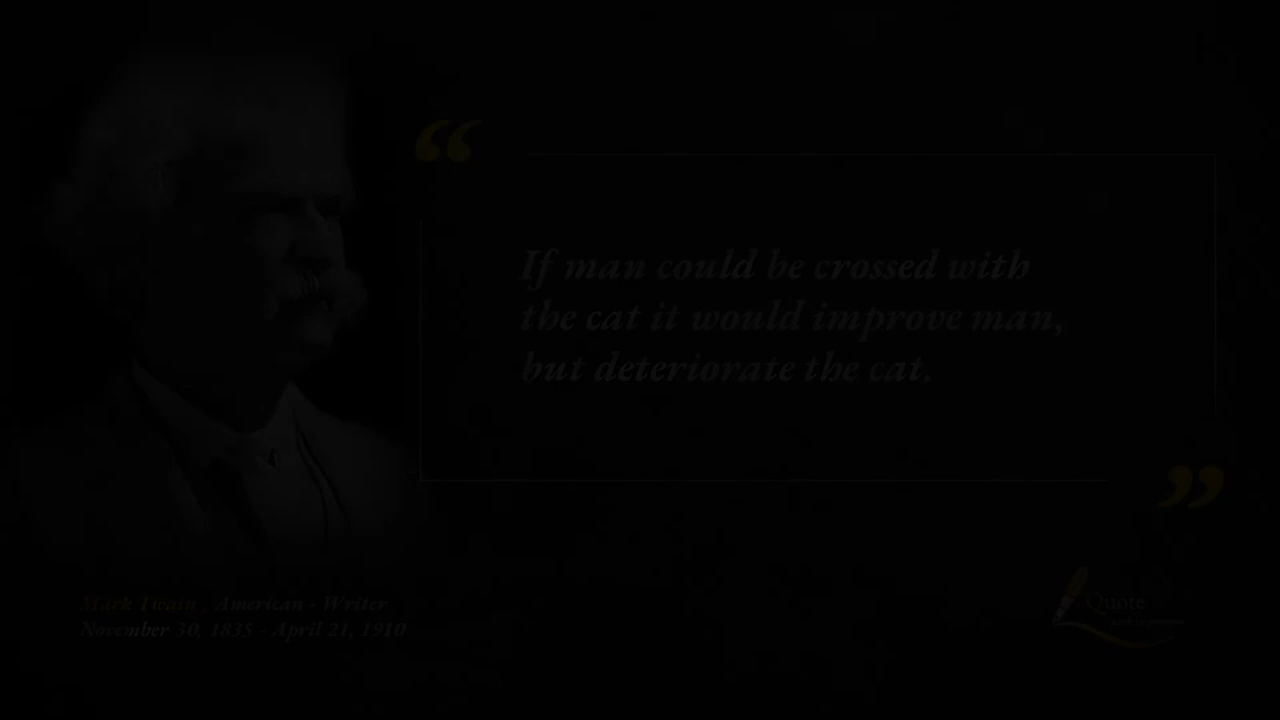 If man could be crossed with
the cat it would improve man,
but deteriorate the cat.
Mark Twain, American - Writer
November 30, 1835 - April 21, 1910
Quote